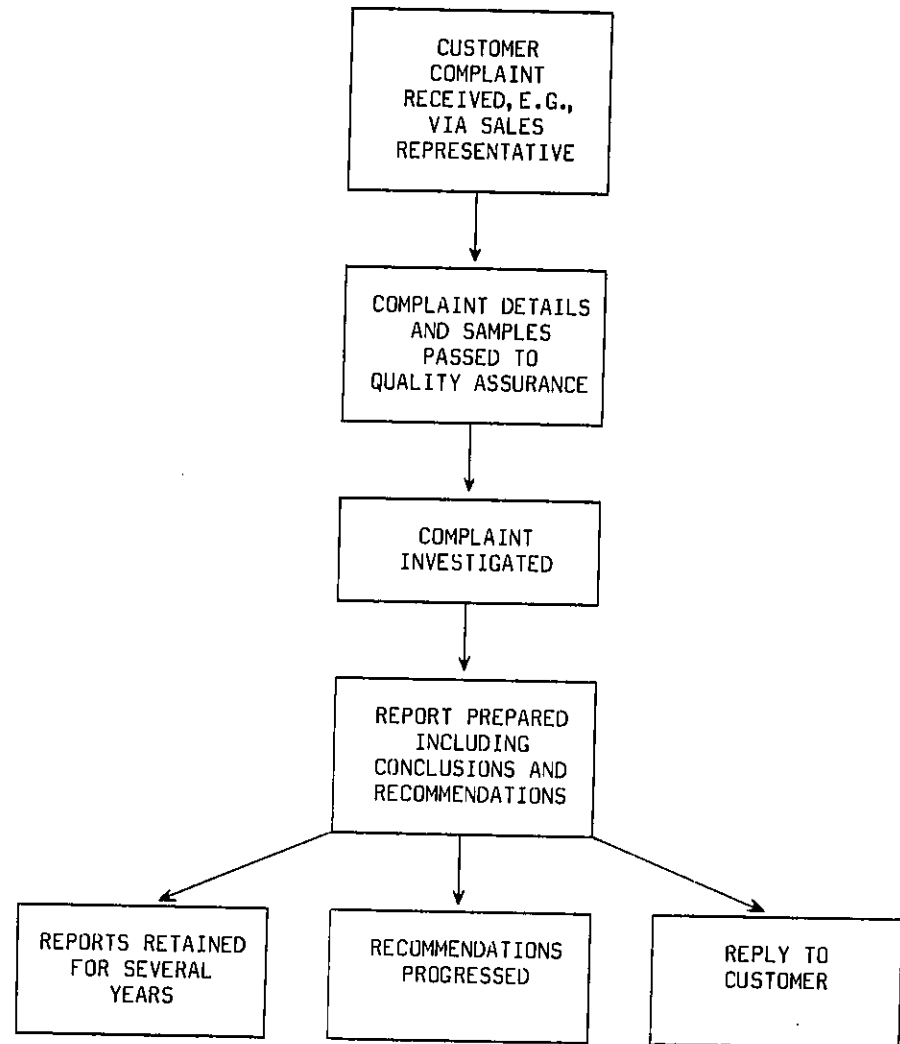 CUSTOMER
COMPLAINT
RECEIVED, E.G.,
VIA SALES
REPRESENTATIVE
COMPLAINT DETAILS
AND SAMPLES
PASSED TO
QUALITY ASSURANCE
COMPLAINT
INVESTIGATED
REPORT PREPARED
INCLUDING
CONCLUSIONS AND
RECOMMENDATIONS
REPORTS RETAINED
FOR SEVERAL
YEARS
RECOMMENDATIONS
PROGRESSED
REPLY TO
CUSTOMER